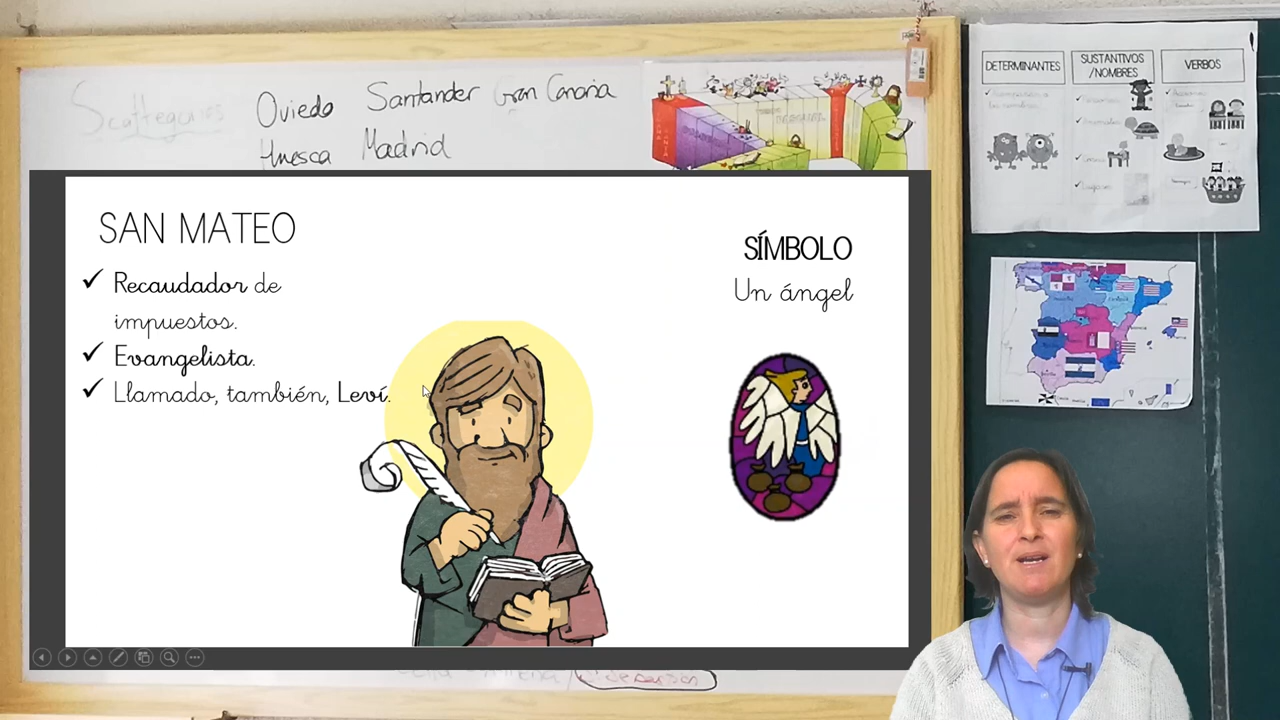 Oviedo Santander Gran Canaria
Huesca Madrid
DETERMINANTES
SUSTANTIVOS
/NOMBRES
VERBOS
SAN MATEO
✓ Recaudador de
impuestos.
✓ Evangelista.
✓ Llamado, también, Leví.
SÍMBOLO
Un ángel